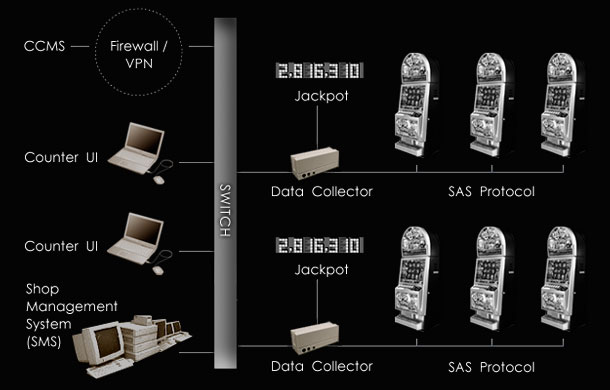 CCMS
Firewall /
VPN
2,816,310
Jackpot
Counter UI
Data Collector
SAS Protocol
SWITCH
Counter UI
2,816,310
Jackpot
Shop
Management
System
(SMS)
Data Collector
SAS Protocol